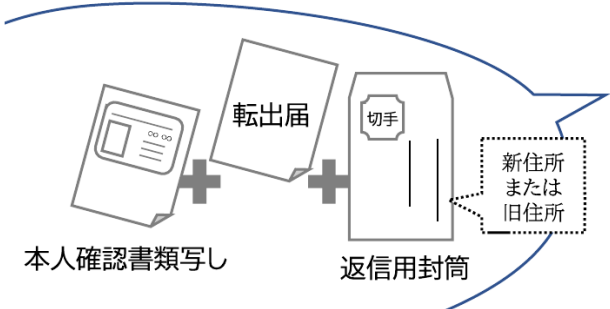 転出届
切手
新住所
または
旧住所
本人確認書類写し
返信用封筒